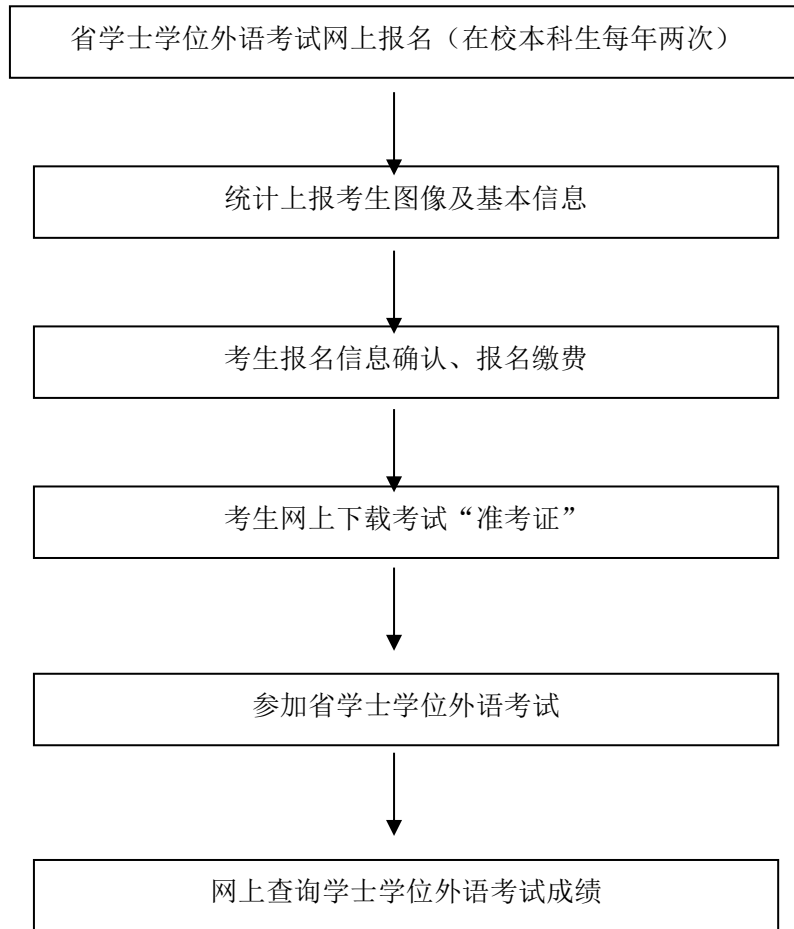 省学士学位外语考试网上报名（在校本科生每年两次）
统计上报考生图像及基本信息
考生报名信息确认、报名缴费
考生网上下载考试“准考证”
参加省学士学位外语考试
网上查询学士学位外语考试成绩